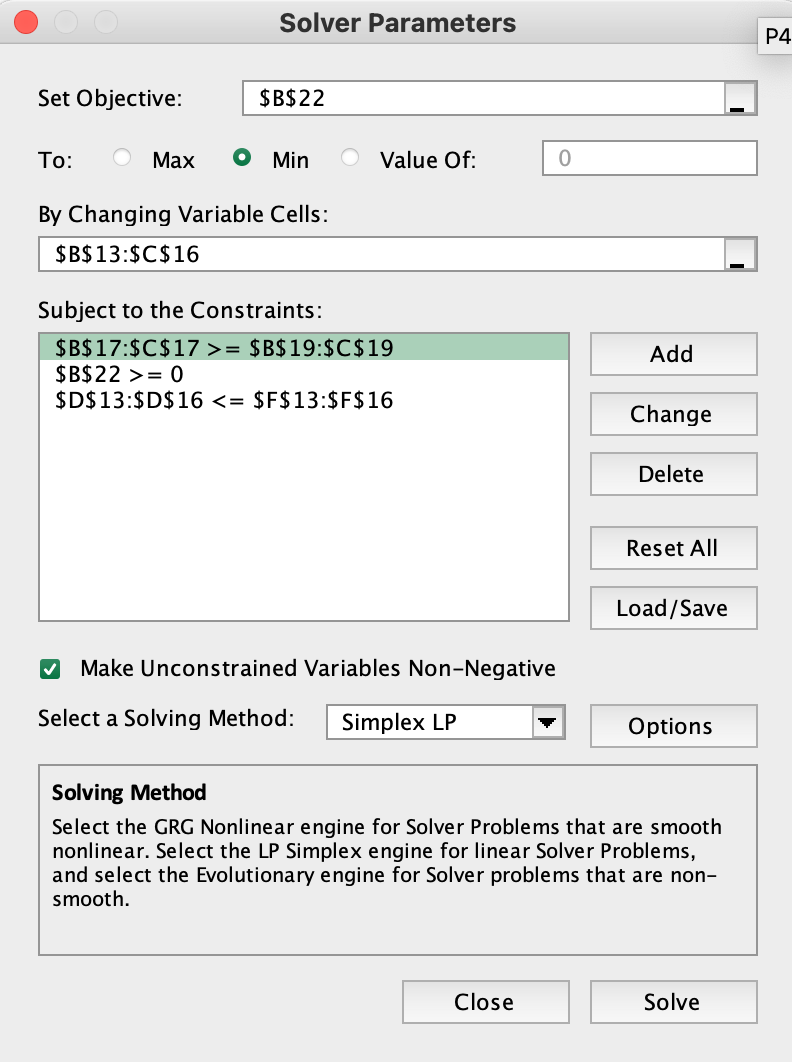 Solver Parameters
P4
Set Objective:
$B$22
To:
Max
Min
Value Of:
0
By Changing Variable Cells:
$B$13:$C$16
Subject to the Constraints:
$B$17:$C$17 >= $B$19:$C$19
$B$22 >= 0
$D$13:$D$16 <= $F$13:$F$16
Add
Change
Delete
Reset All
Load/Save
Make Unconstrained Variables Non-Negative
Select a Solving Method:
Simplex LP
Options
Solving Method
Select the GRG Nonlinear engine for Solver Problems that are smooth
nonlinear. Select the LP Simplex engine for linear Solver Problems,
and select the Evolutionary engine for Solver problems that are non-
smooth.
Close
Solve